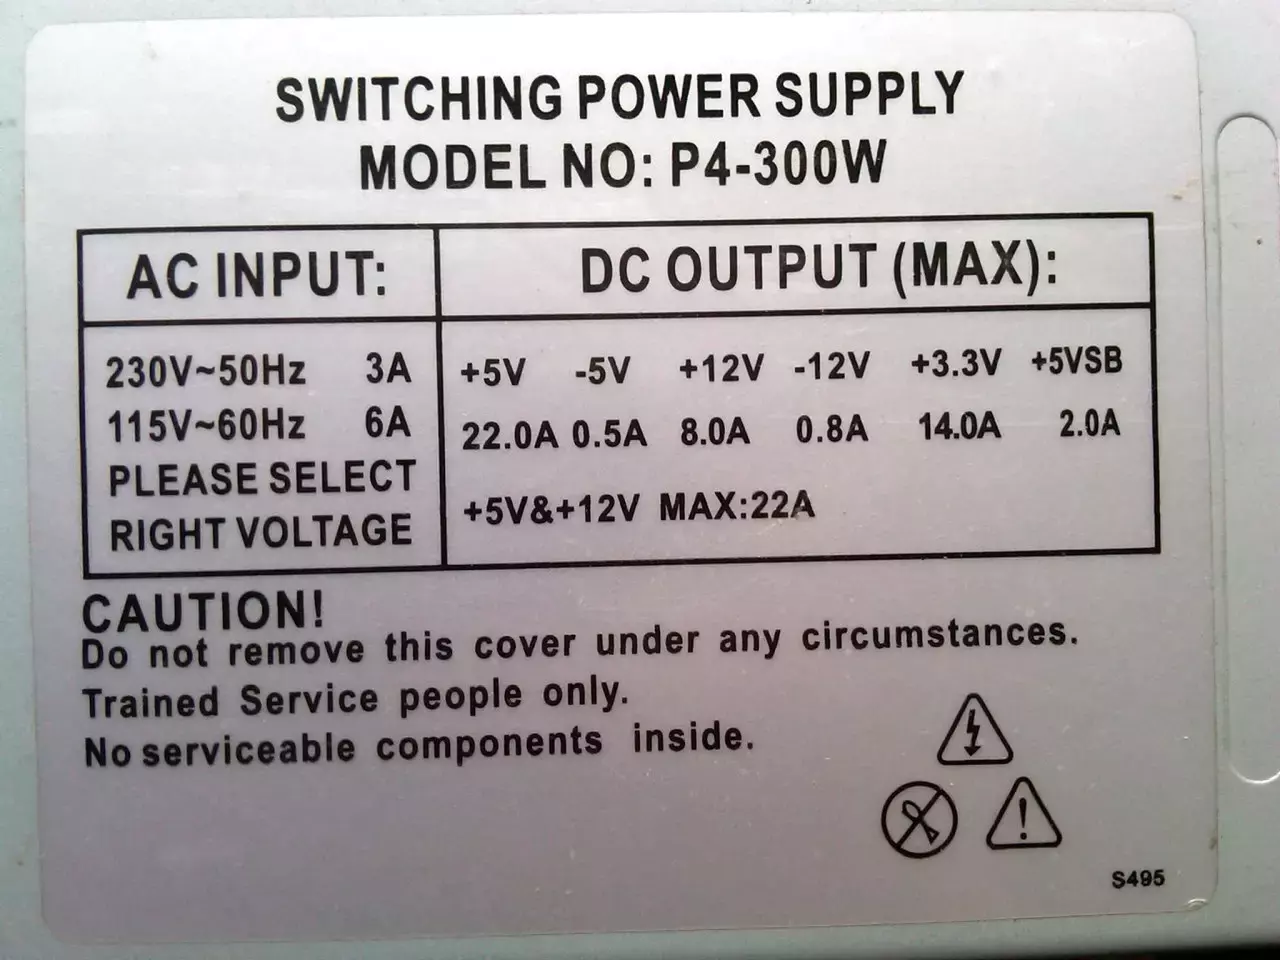 SWITCHING POWER SUPPLY
MODEL NO: P4-300W
AC INPUT:
230V~50Hz 3A
115V~60Hz 6A
PLEASE SELECT
RIGHT VOLTAGE
DC OUTPUT (MAX):
+5V -5V +12V -12V +3.3V +5VSB
22.0A 0.5A 8.0A 0.8A 14.0A 2.0A
+5V&+12V MAX:22A
CAUTION!
Do not remove this cover under any circumstances.
Trained Service people only.
No serviceable components inside.
S495